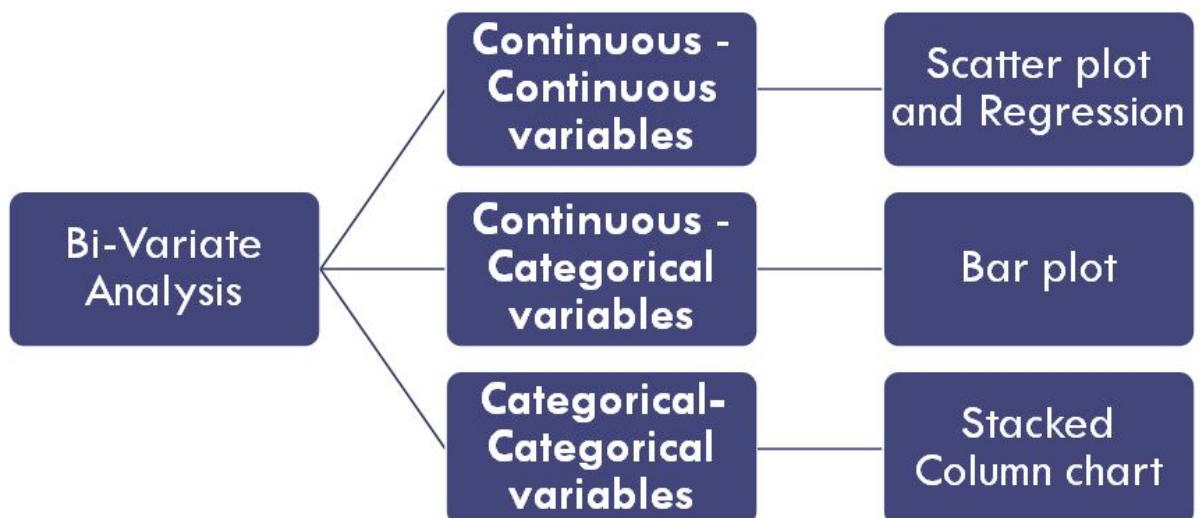 Bi-Variate
Analysis
Continuous -
Continuous
variables
Scatter plot
and Regression
Continuous -
Categorical
variables
Bar plot
Categorical-
Categorical
variables
Stacked
Column chart